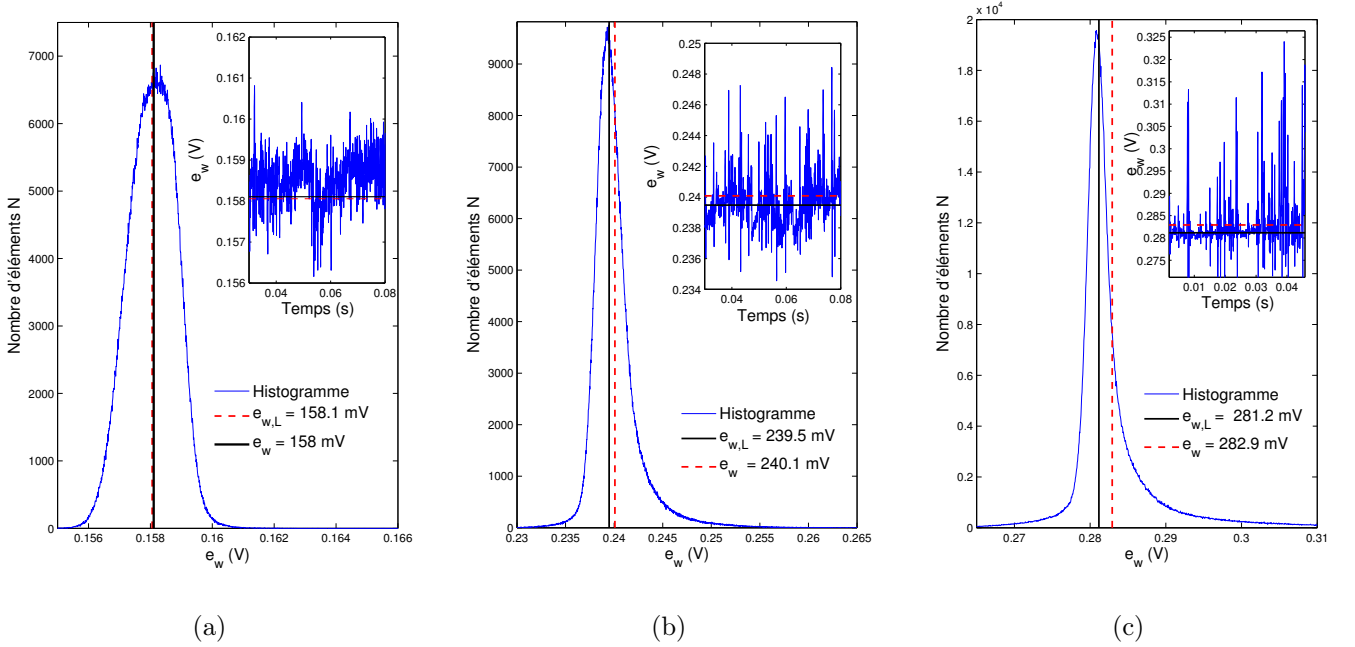 7000
6000
5000
4000
3000
2000
1000
0
Nombre d'éléments N
0.156 0.158 0.16 0.162 0.164 0.166
e_w (V)
0.162
0.161
0.16
0.159
0.158
0.157
0.156
e_w (V)
0.04 0.06 0.08
Temps (s)
Histogramme
e_w,L = 158.1 mV
e_w = 158 mV
(a)
9000
8000
7000
6000
5000
4000
3000
2000
1000
0
Nombre d'éléments N
0.23 0.235 0.24 0.245 0.25 0.255 0.26 0.265
e_w (V)
0.25
0.248
0.246
0.244
0.242
0.24
0.238
0.236
0.234
e_w (V)
0.04 0.06 0.08
Temps (s)
Histogramme
e_w,L = 239.5 mV
e_w = 240.1 mV
(b)
x 10⁴
2
1.8
1.6
1.4
1.2
1
0.8
0.6
0.4
0.2
0
Nombre d'éléments N
0.27 0.28 0.29 0.3 0.31
e_w (V)
0.325
0.32
0.315
0.31
0.305
0.3
0.295
0.29
0.285
0.28
0.275
e_w (V)
0.01 0.02 0.03 0.04
Temps (s)
Histogramme
e_w,L = 281.2 mV
e_w = 282.9 mV
(c)